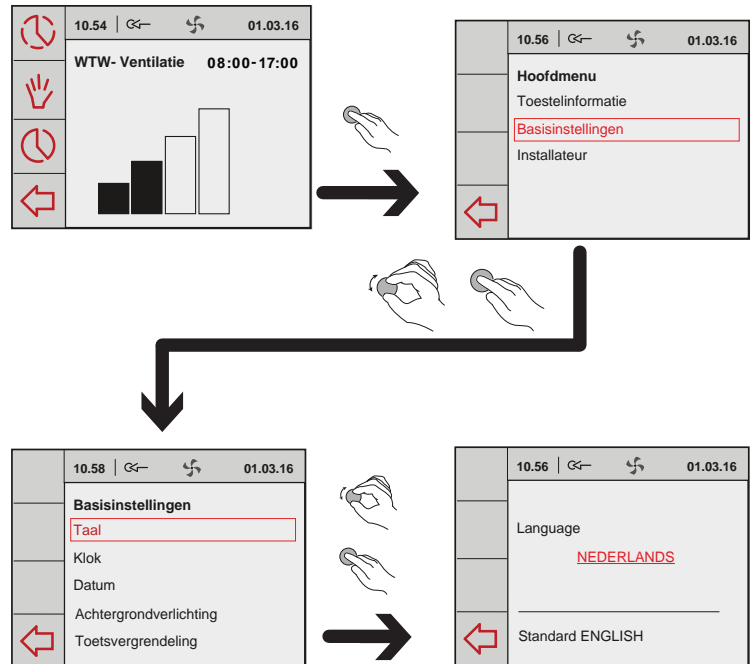 10.54 01.03.16
WTW- Ventilatie 08:00-17:00
10.56 01.03.16
Hoofdmenu
Toestelinformatie
Basisinstellingen
Installateur
10.58 01.03.16
Basisinstellingen
Taal
Klok
Datum
Achtergrondverlichting
Toetsvergrendeling
10.56 01.03.16
Language
NEDERLANDS
Standard ENGLISH